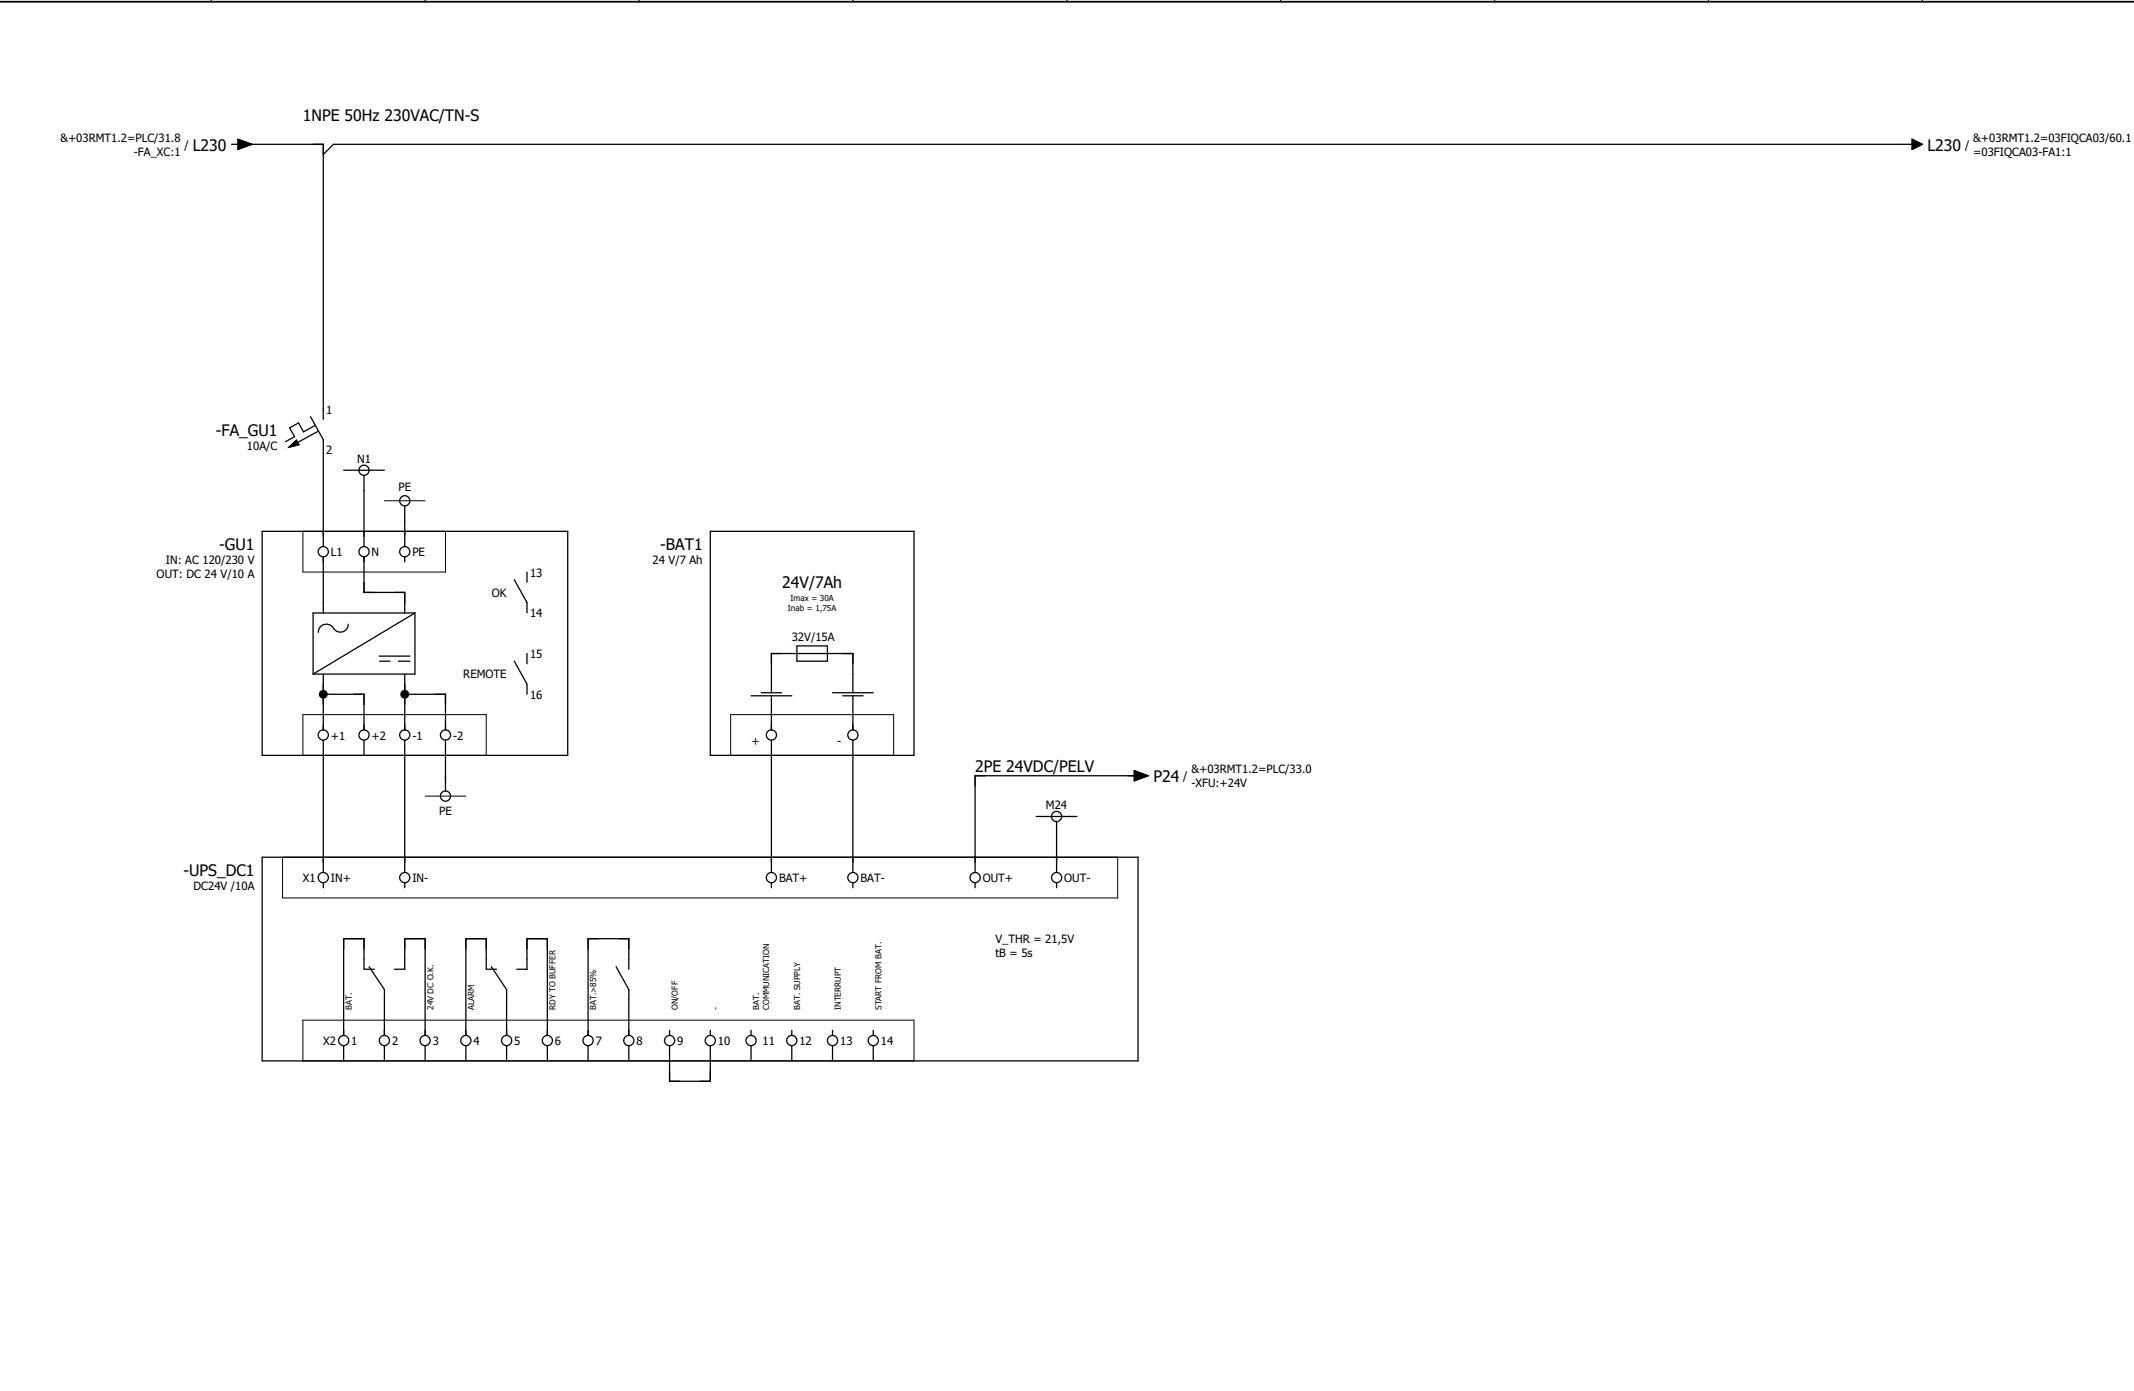 1NPE 50Hz 230VAC/TN-S
&+03RMT1.2=PLC/31.8
-FA_XC:1
/ L230
L230 /
&+03RMT1.2=03FIQCA03/60.1
=03FIQCA03-FA1:1
1
-FA_GU1
10A/C
2
N1
PE
-GU1
IN: AC 120/230 V
OUT: DC 24 V/10 A
L1
N
PE
13
OK
14
15
REMOTE
16
+1
+2
-1
-2
PE
-BAT1
24 V/7 Ah
24V/7Ah
Imax = 30A
Inab = 1,75A
32V/15A
+
-
2PE 24VDC/PELV
P24 /
&+03RMT1.2=PLC/33.0
-XFU:+24V
M24
-UPS_DC1
DC24V /10A
X1
IN+
IN-
BAT+
BAT-
OUT+
OUT-
V_THR = 21,5V
tB = 5s
BAT.
24V DC O.K.
ALARM
RDY TO BUFFER
BAT.>85%
ON/OFF
-
BAT.
COMMUNICATION
BAT. SUPPLY
INTERRUPT
START FROM BAT.
X2
1
2
3
4
5
6
7
8
9
10
11
12
13
14